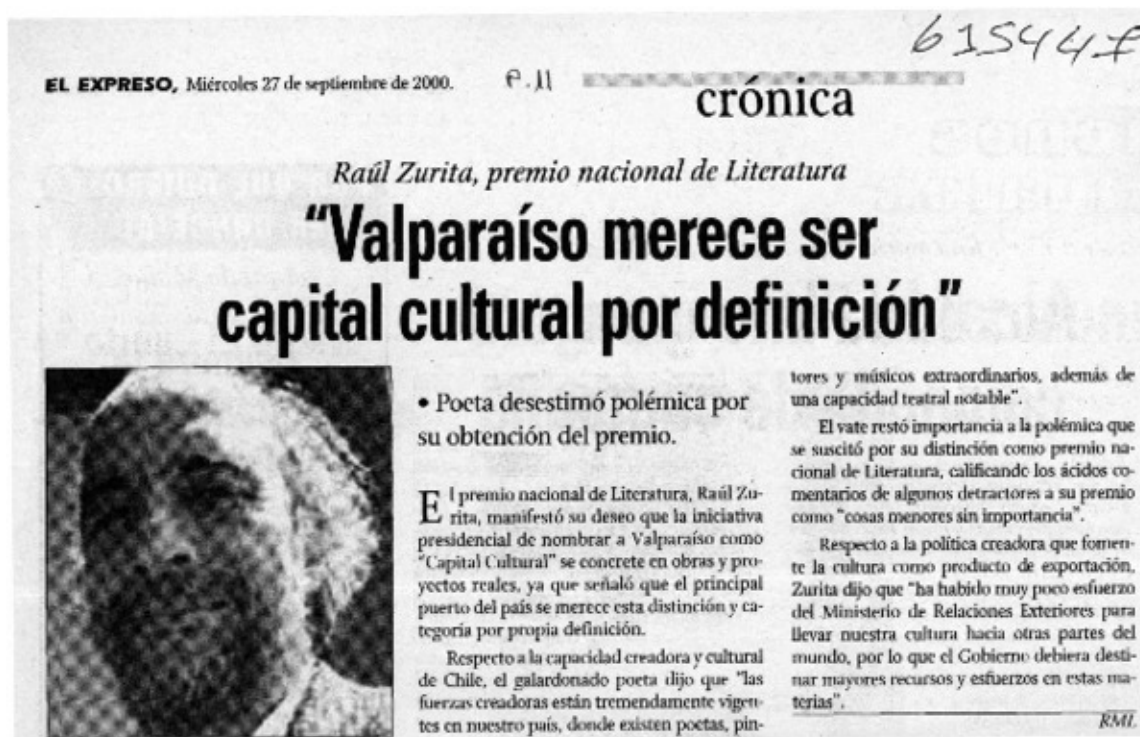 615447
EL EXPRESO, Miércoles 27 de septiembre de 2000.
P.11
crónica
Raúl Zurita, premio nacional de Literatura
“Valparaíso merece ser
capital cultural por definición”
• Poeta desestimó polémica por
su obtención del premio.
El premio nacional de Literatura, Raúl Zu-
rita, manifestó su deseo que la iniciativa
presidencial de nombrar a Valparaíso como
“Capital Cultural” se concrete en obras y pro-
yectos reales, ya que señaló que el principal
puerto del país se merece esta distinción y ca-
tegoría por propia definición.
Respecto a la capacidad creadora y cultural
de Chile, el galardonado poeta dijo que “las
fuerzas creadoras están tremendamente vigen-
tes en nuestro país, donde existen poetas, pin-
tores y músicos extraordinarios, además de
una capacidad teatral notable”.
El vate restó importancia a la polémica que
se suscitó por su distinción como premio na-
cional de Literatura, calificando los ácidos co-
mentarios de algunos detractores a su premio
como “cosas menores sin importancia”.
Respecto a la política creadora que fomen-
te la cultura como producto de exportación,
Zurita dijo que “ha habido muy poco esfuerzo
del Ministerio de Relaciones Exteriores para
llevar nuestra cultura hacia otras partes del
mundo, por lo que el Gobierno debiera desti-
nar mayores recursos y esfuerzos en estas ma-
terias”.
RML